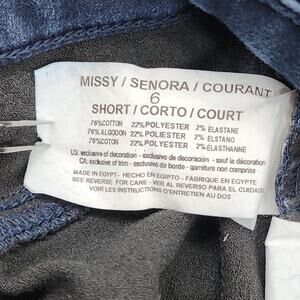 MISSY / SENORA / COURANT
6
SHORT / CORTO / COURT
76%COTTON 22%POLYESTER 2% ELASTANE
76% ALGODON 22%POLIESTER 2% ELASTANO
76%COTON 22%POLYESTER 2% ELASTHANNE
US: exclusive of decoration - exclusivo de decoración - sauf la décoration
CA: exclusive of trim - exclusivo de borde - garniture non comprise
MADE IN EGYPT- HECHO EN EGIPTO - FABRIQUE EN EGYPTE
SEE REVERSE FOR CARE - VER AL REVERSO PARA EL CUIDADO
VOIR LES INSTRUCTIONS D'ENTRETIEN AU DOS